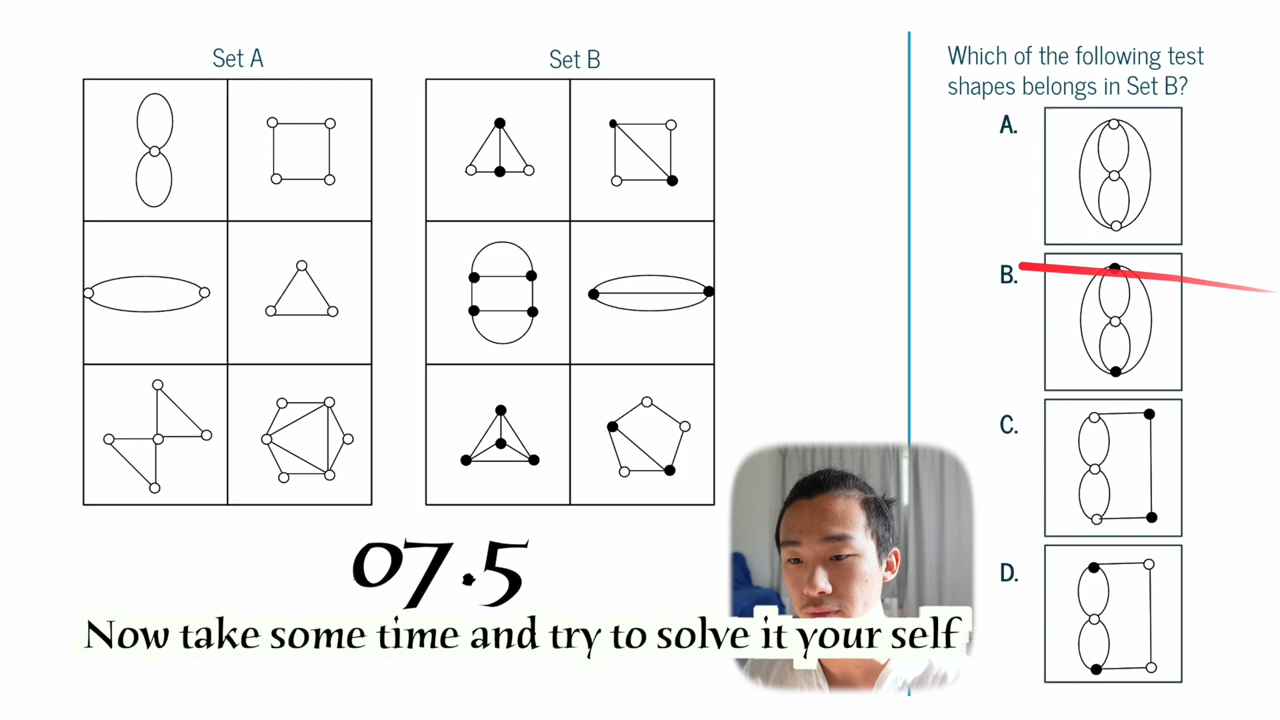 Set A
Set B
Which of the following test
shapes belongs in Set B?
A.
B.
C.
D.
07.5
Now take some time and try to solve it your self